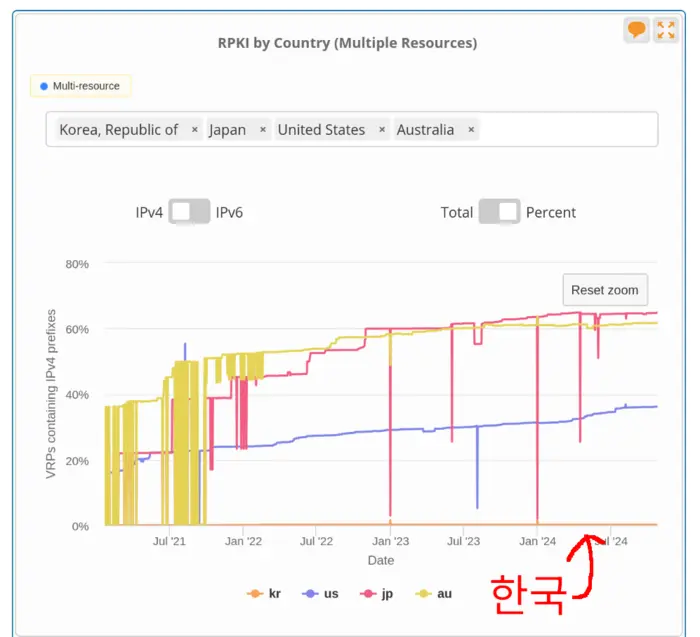 RPKI by Country (Multiple Resources)
Multi-resource
Korea, Republic of × Japan × United States × Australia ×
IPv4 IPv6 Total Percent
80%
Reset zoom
60%
40%
20%
0%
VRPs containing IPv4 prefixes
Jul '21 Jan '22 Jul '22 Jan '23 Jul '23 Jan '24 Jul '24
Date
kr us jp au
한국